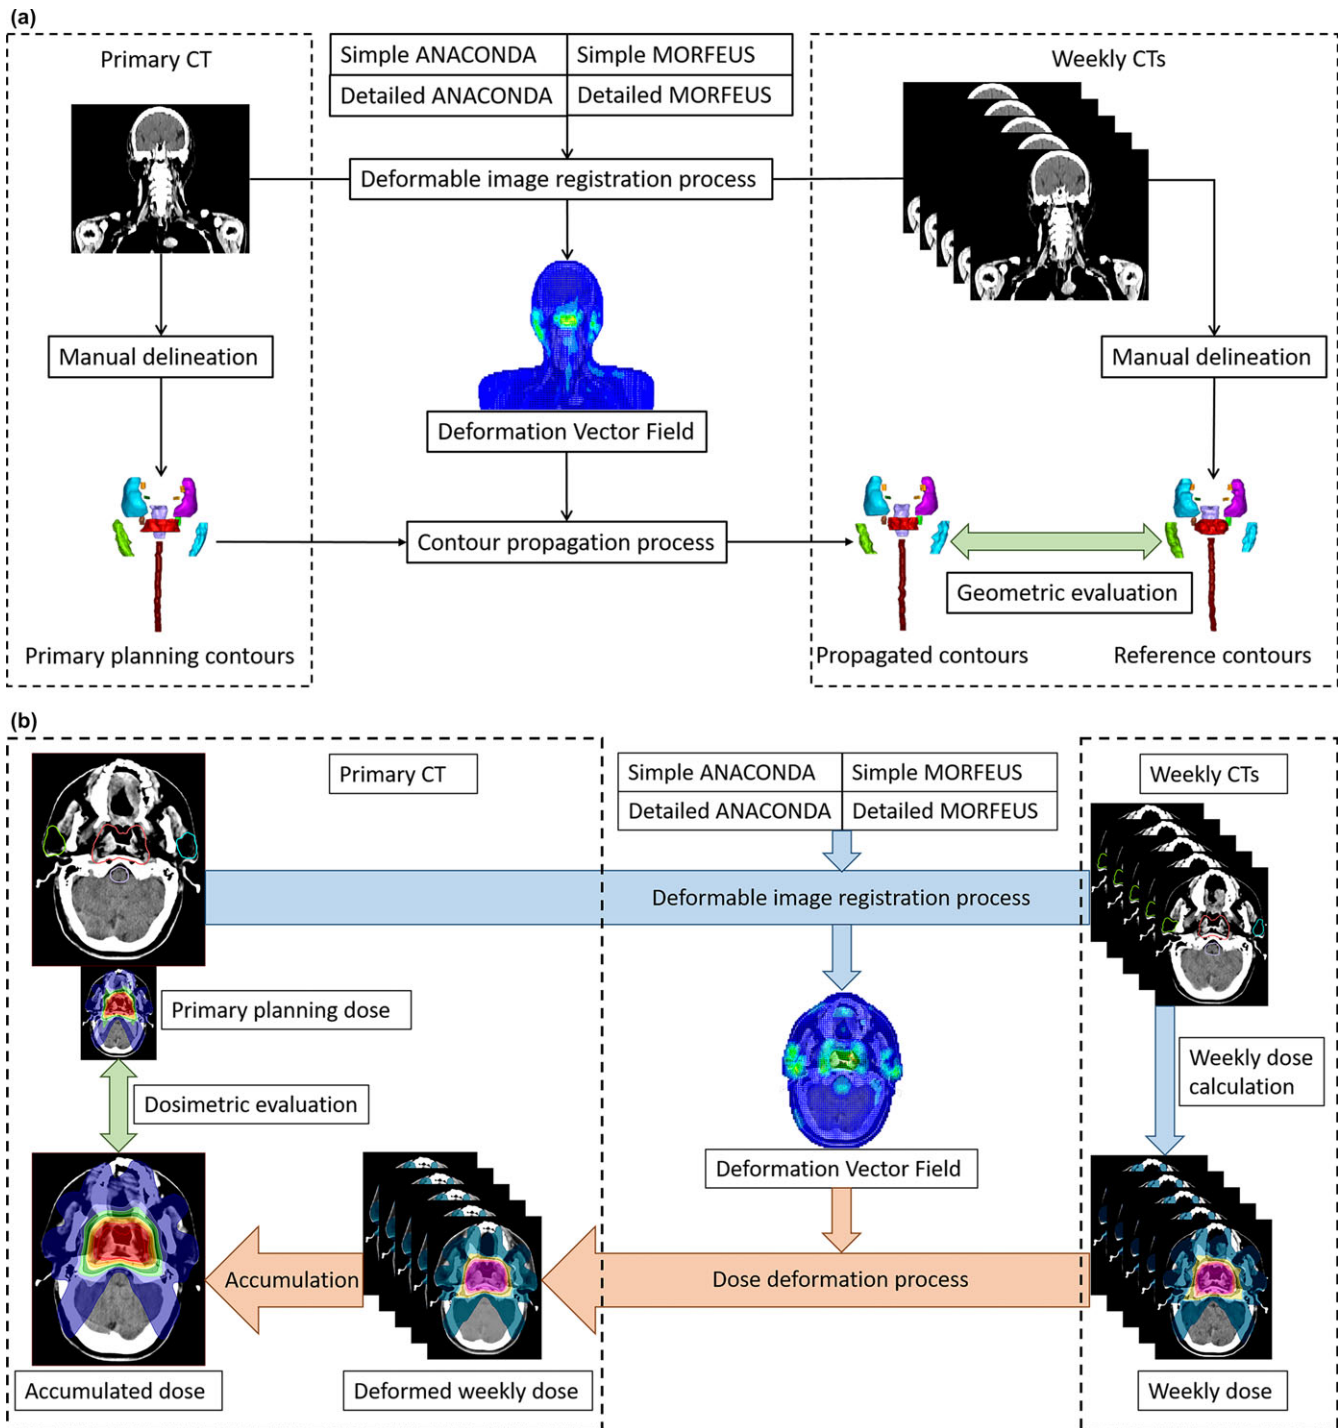 (a)
Primary CT
Simple ANACONDA
Simple MORFEUS
Detailed ANACONDA
Detailed MORFEUS
Weekly CTs
Deformable image registration process
Manual delineation
Manual delineation
Deformation Vector Field
Contour propagation process
Geometric evaluation
Primary planning contours
Propagated contours
Reference contours
(b)
Primary CT
Simple ANACONDA
Simple MORFEUS
Detailed ANACONDA
Detailed MORFEUS
Weekly CTs
Deformable image registration process
Primary planning dose
Weekly dose
calculation
Dosimetric evaluation
Deformation Vector Field
Accumulation
Dose deformation process
Accumulated dose
Deformed weekly dose
Weekly dose